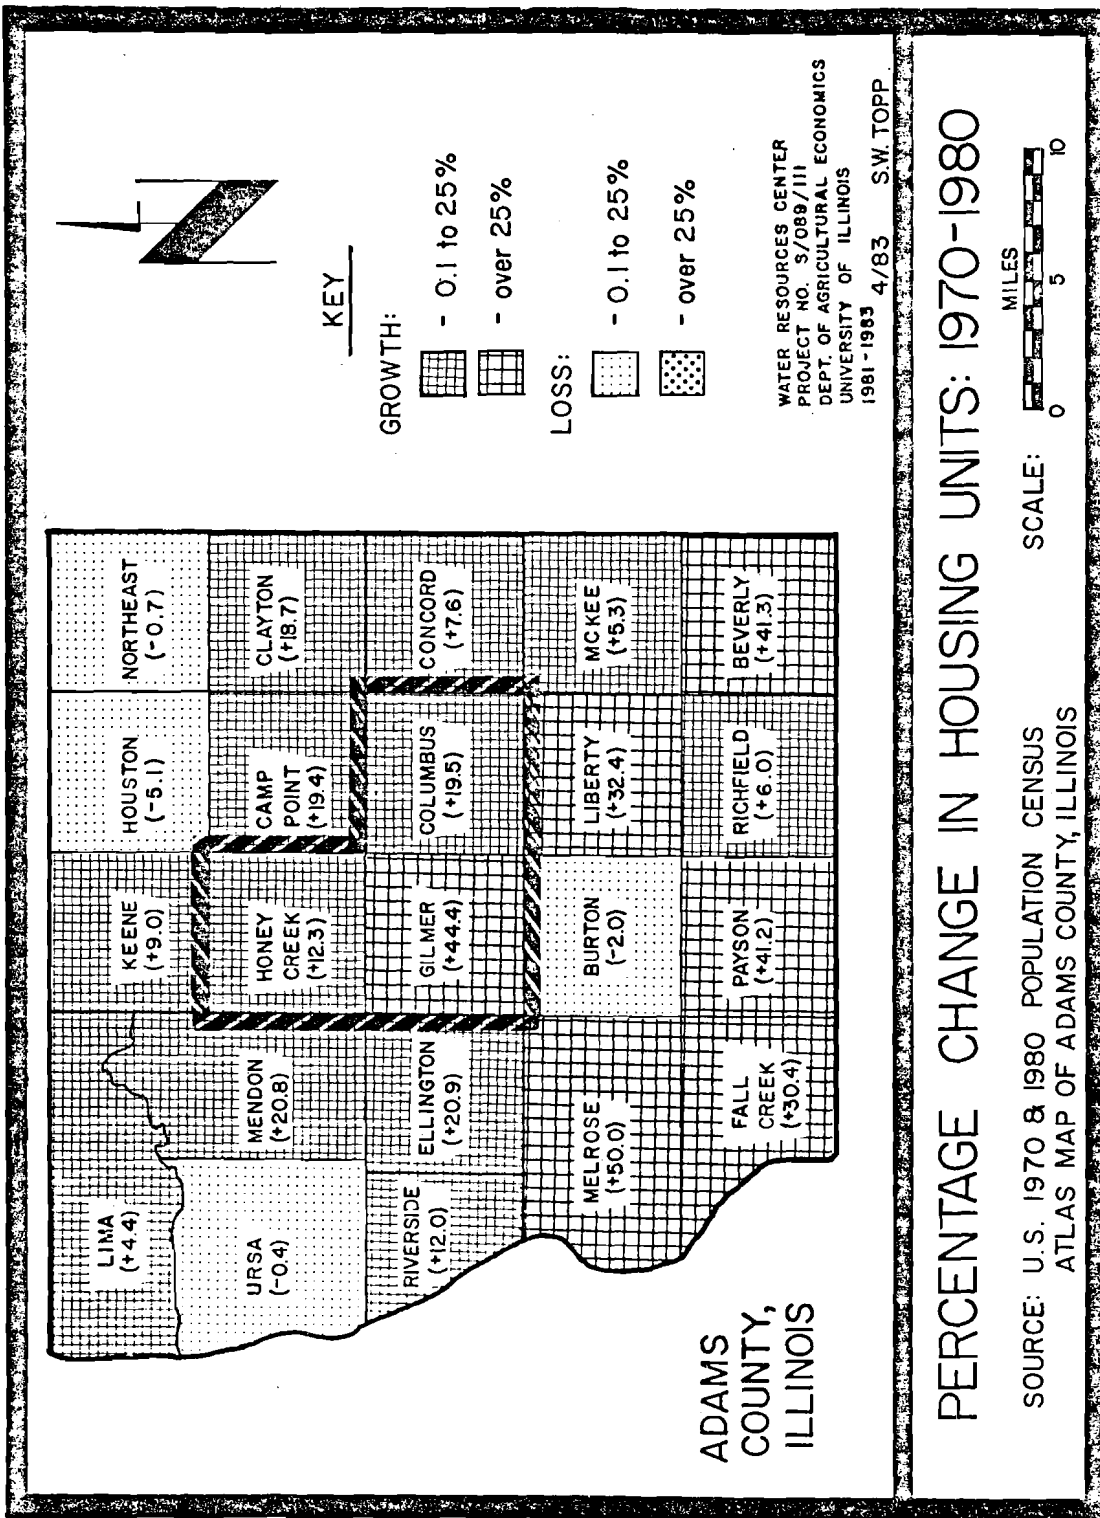 LIMA
(+4.4)
KEENE
(+9.0)
HOUSTON
(-5.1)
NORTHEAST
(-0.7)
URSA
(-0.4)
MENDON
(+20.8)
HONEY
CREEK
(+12.3)
CAMP
POINT
(+19.4)
CLAYTON
(+18.7)
RIVERSIDE
(+12.0)
ELLINGTON
(+20.9)
GILMER
(+44.4)
COLUMBUS
(+19.5)
CONCORD
(+7.6)
MELROSE
(+50.0)
BURTON
(-2.0)
LIBERTY
(+32.4)
MCKEE
(+5.3)
FALL
CREEK
(+30.4)
PAYSON
(+41.2)
RICHFIELD
(+6.0)
BEVERLY
(+41.3)
ADAMS
COUNTY,
ILLINOIS
KEY
GROWTH:
- 0.1 to 25%
- over 25%
LOSS:
- 0.1 to 25%
- over 25%
WATER RESOURCES CENTER
PROJECT NO. S/089/111
DEPT. OF AGRICULTURAL ECONOMICS
UNIVERSITY OF ILLINOIS
1981-1983 4/83 S.W. TOPP
PERCENTAGE CHANGE IN HOUSING UNITS: 1970-1980
SOURCE: U.S. 1970 & 1980 POPULATION CENSUS
ATLAS MAP OF ADAMS COUNTY, ILLINOIS
SCALE:
MILES
0 5 10